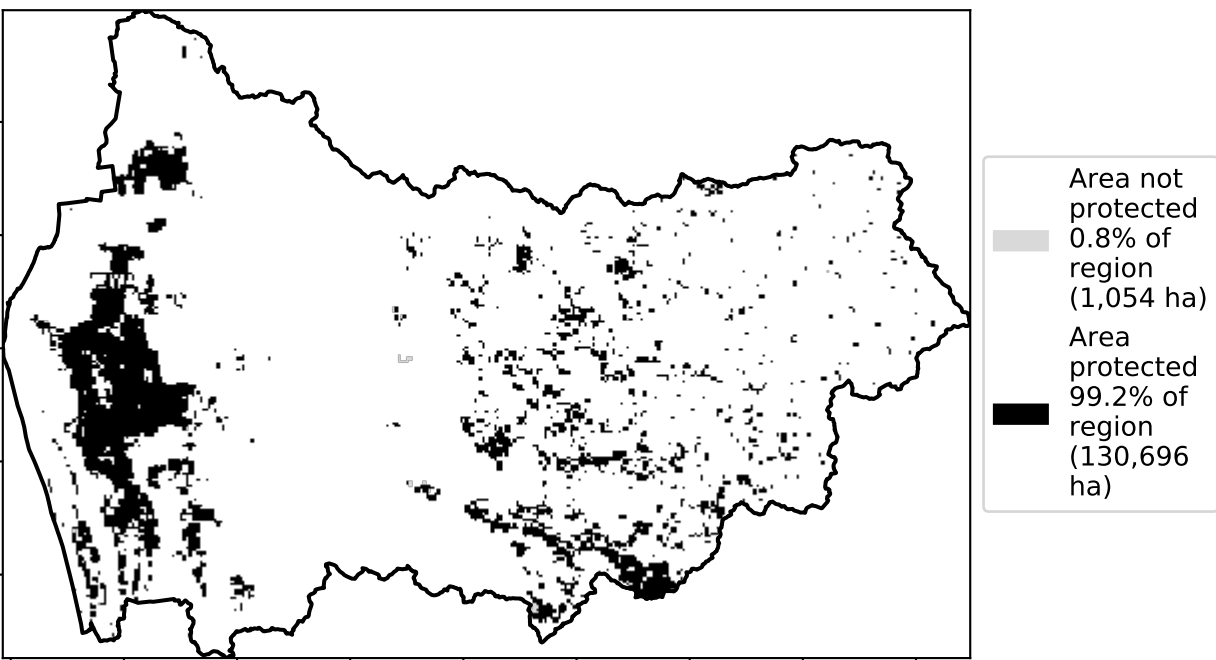 Area not
protected
0.8% of
region
(1,054 ha)
Area
protected
99.2% of
region
(130,696
ha)